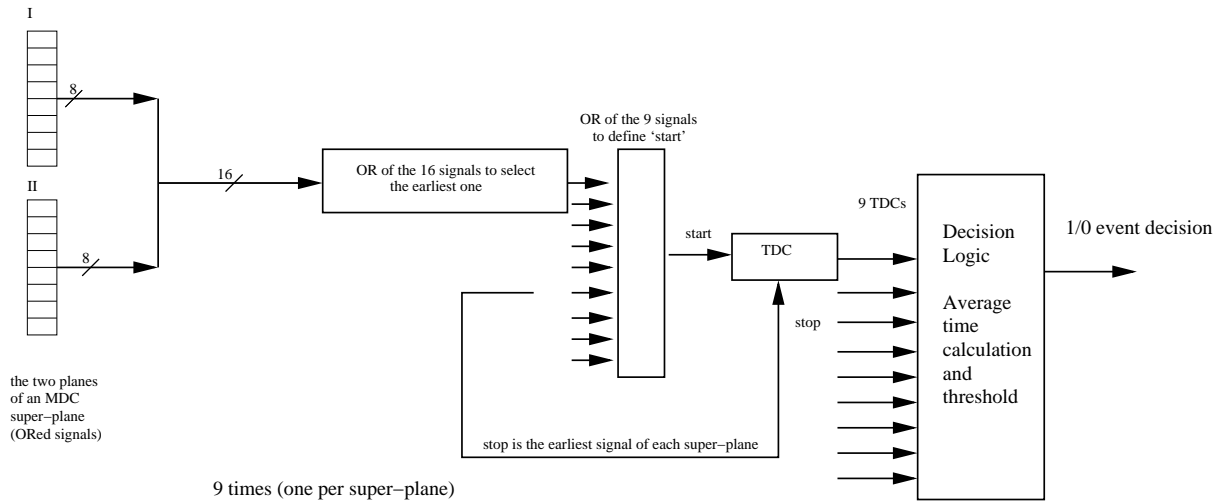 I
8
II
8
the two planes
of an MDC
super−plane
(ORed signals)
16
OR of the 16 signals to select
the earliest one
OR of the 9 signals
to define ‘start’
start
TDC
stop
stop is the earliest signal of each super−plane
9 times (one per super−plane)
9 TDCs
Decision
Logic
Average
time
calculation
and
threshold
1/0 event decision